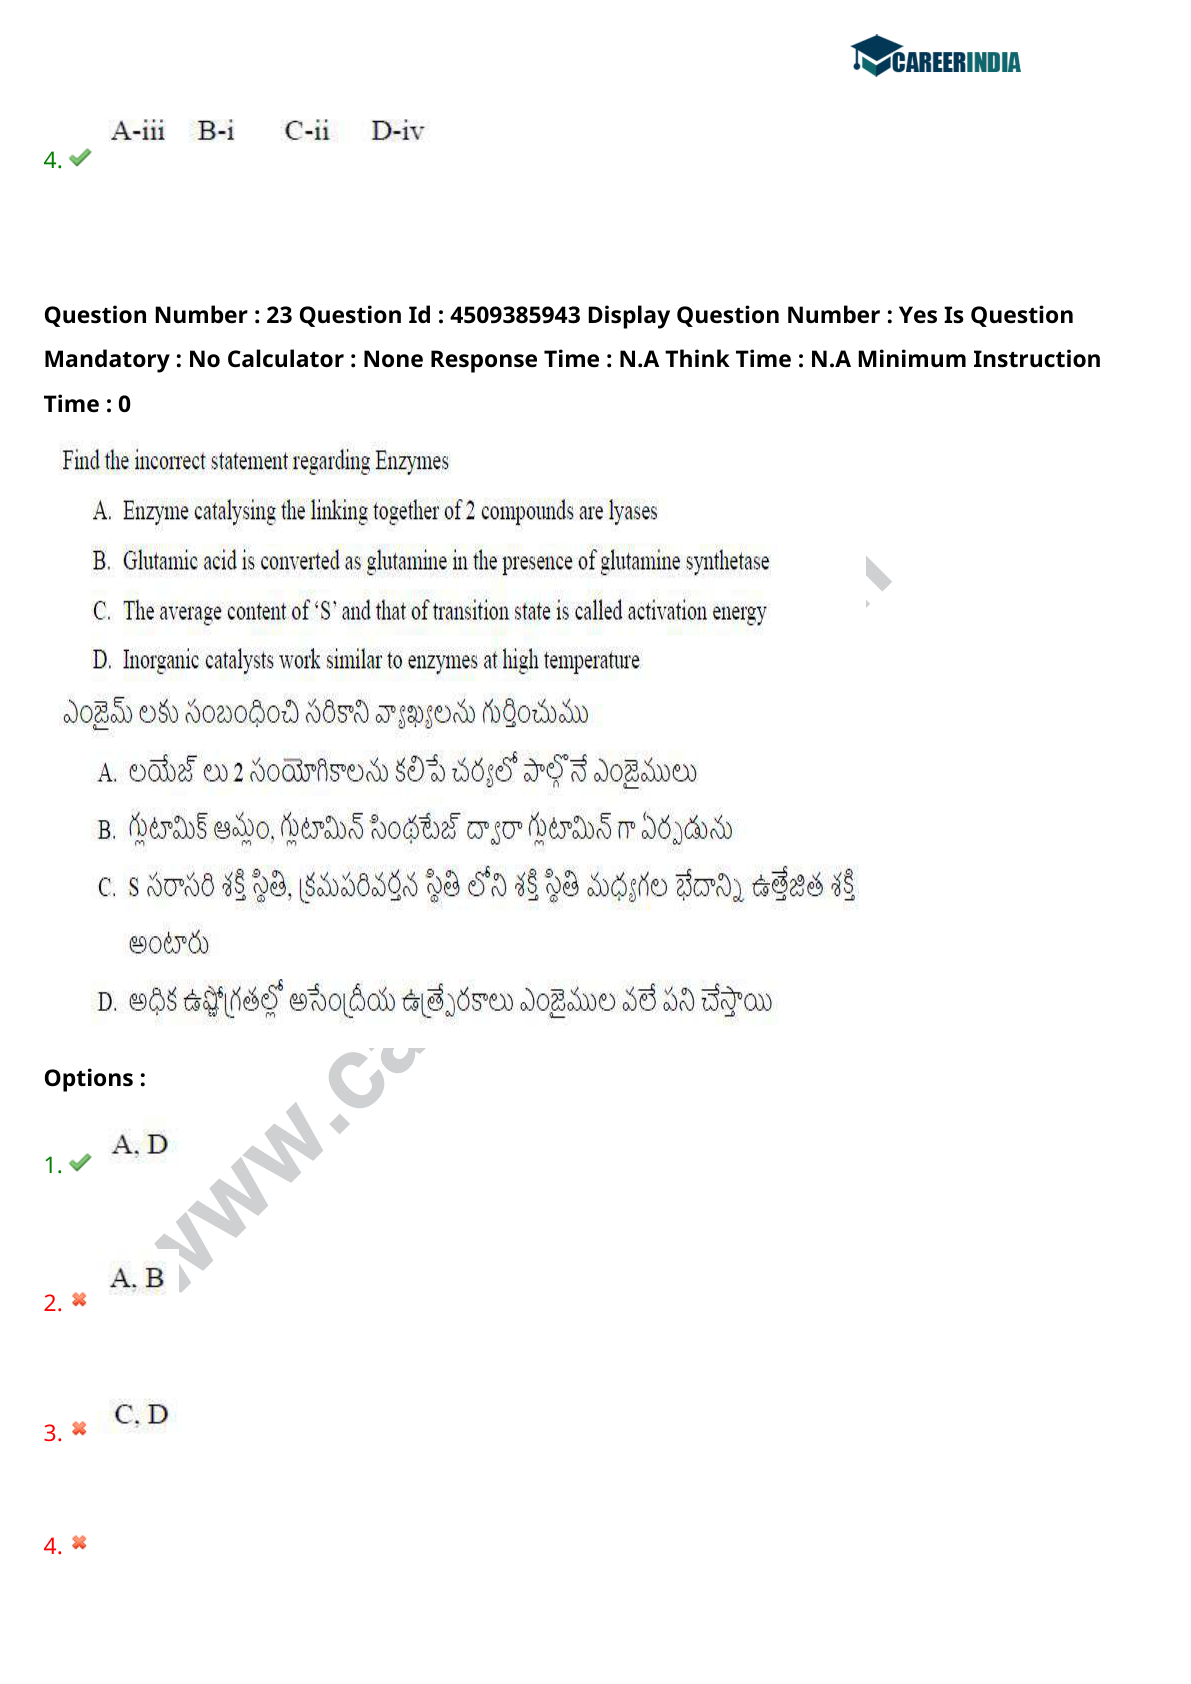 CAREERINDIA
A-iii B-i C-ii D-iv
4.
Question Number : 23 Question Id : 4509385943 Display Question Number : Yes Is Question
Mandatory : No Calculator : None Response Time : N.A Think Time : N.A Minimum Instruction
Time : 0
Find the incorrect statement regarding Enzymes
A. Enzyme catalysing the linking together of 2 compounds are lyases
B. Glutamic acid is converted as glutamine in the presence of glutamine synthetase
C. The average content of ‘S’ and that of transition state is called activation energy
D. Inorganic catalysts work similar to enzymes at high temperature
ఎంజైమ్ లకు సంబంధించి సరికాని వ్యాఖ్యలను గుర్తించుము
A. లయేజ్ లు 2 సంయోగికాలను కలిపే చర్యలో పాల్గొనే ఎంజైములు
B. గ్లుటామిక్ ఆమ్లం, గ్లుటామిన్ సింథటేజ్ ద్వారా గ్లుటామిన్ గా ఏర్పడును
C. S సరాసరి శక్తి స్థితి, క్రమపరివర్తన స్థితి లోని శక్తి స్థితి మధ్యగల భేదాన్ని ఉత్తేజిత శక్తి
అంటారు
D. అధిక ఉష్ణోగ్రతల్లో అసేంద్రీయ ఉత్ప్రేరకాలు ఎంజైముల వలే పని చేస్తాయి
www.ca
Options :
A, D
1.
A, B
2.
C, D
3.
4.